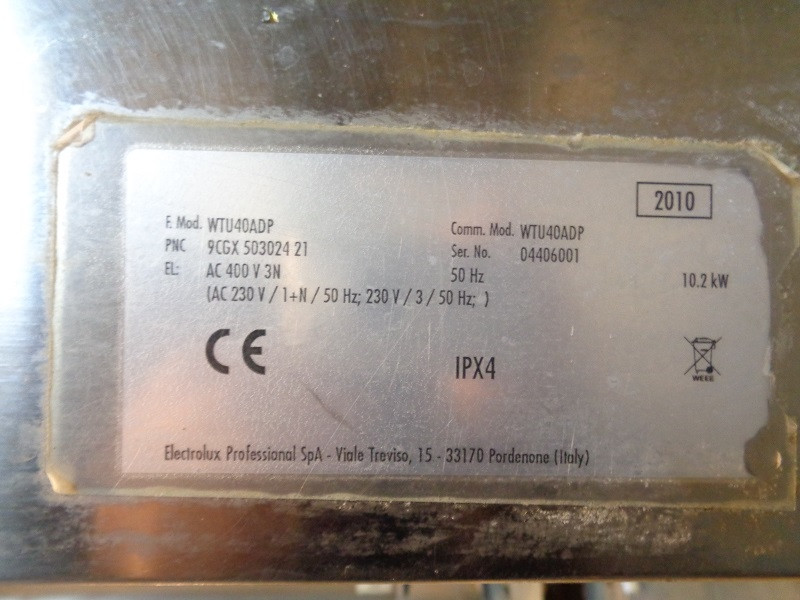 2010
F. Mod. WTU40ADP Comm. Mod. WTU40ADP
PNC 9CGX 503024 21 Ser. No. 04406001
EL: AC 400 V 3N 50 Hz 10.2 kW
(AC 230 V / 1+N / 50 Hz; 230 V / 3 / 50 Hz; )
CE IPX4
WEEE
Electrolux Professional SpA - Viale Treviso, 15 - 33170 Pordenone (Italy)